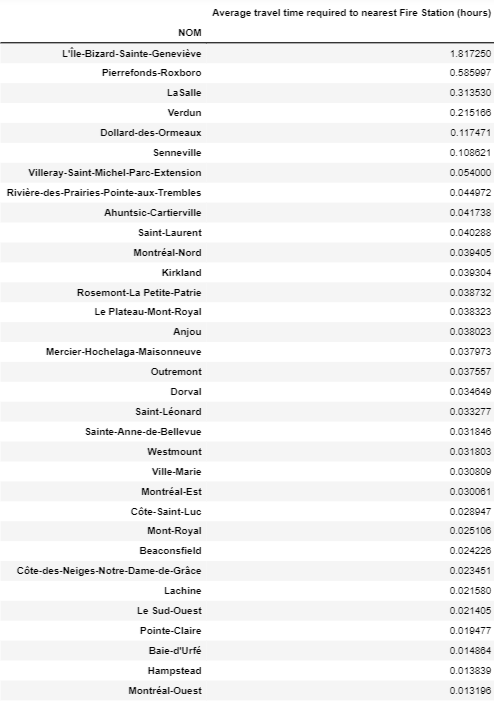 Average travel time required to nearest Fire Station (hours)
NOM
L'Île-Bizard-Sainte-Geneviève 1.817250
Pierrefonds-Roxboro 0.585997
LaSalle 0.313530
Verdun 0.215166
Dollard-des-Ormeaux 0.117471
Senneville 0.108621
Villeray-Saint-Michel-Parc-Extension 0.054000
Rivière-des-Prairies-Pointe-aux-Trembles 0.044972
Ahuntsic-Cartierville 0.041738
Saint-Laurent 0.040288
Montréal-Nord 0.039405
Kirkland 0.039304
Rosemont-La Petite-Patrie 0.038732
Le Plateau-Mont-Royal 0.038323
Anjou 0.038023
Mercier-Hochelaga-Maisonneuve 0.037973
Outremont 0.037557
Dorval 0.034649
Saint-Léonard 0.033277
Sainte-Anne-de-Bellevue 0.031846
Westmount 0.031803
Ville-Marie 0.030809
Montréal-Est 0.030061
Côte-Saint-Luc 0.028947
Mont-Royal 0.025106
Beaconsfield 0.024226
Côte-des-Neiges-Notre-Dame-de-Grâce 0.023451
Lachine 0.021580
Le Sud-Ouest 0.021405
Pointe-Claire 0.019477
Baie-d'Urfé 0.014864
Hampstead 0.013839
Montréal-Ouest 0.013196